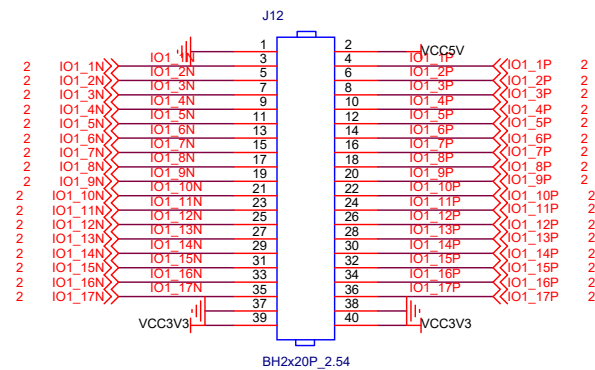 J12
1 2 VCC5V
IO1_1N 3 4 IO1_1P
2 IO1_1N IO1_2N 5 6 IO1_2P IO1_1P 2
2 IO1_2N IO1_3N 7 8 IO1_3P IO1_2P 2
2 IO1_3N IO1_4N 9 10 IO1_4P IO1_3P 2
2 IO1_4N IO1_5N 11 12 IO1_5P IO1_4P 2
2 IO1_5N IO1_6N 13 14 IO1_6P IO1_5P 2
2 IO1_6N IO1_7N 15 16 IO1_7P IO1_6P 2
2 IO1_7N IO1_8N 17 18 IO1_8P IO1_7P 2
2 IO1_8N IO1_9N 19 20 IO1_9P IO1_8P 2
2 IO1_9N IO1_10N 21 22 IO1_10P IO1_9P 2
2 IO1_10N IO1_11N 23 24 IO1_11P IO1_10P 2
2 IO1_11N IO1_12N 25 26 IO1_12P IO1_11P 2
2 IO1_12N IO1_13N 27 28 IO1_13P IO1_12P 2
2 IO1_13N IO1_14N 29 30 IO1_14P IO1_13P 2
2 IO1_14N IO1_15N 31 32 IO1_15P IO1_14P 2
2 IO1_15N IO1_16N 33 34 IO1_16P IO1_15P 2
2 IO1_16N IO1_17N 35 36 IO1_17P IO1_16P 2
2 IO1_17N 37 38 IO1_17P 2
VCC3V3 39 40 VCC3V3
BH2x20P_2.54